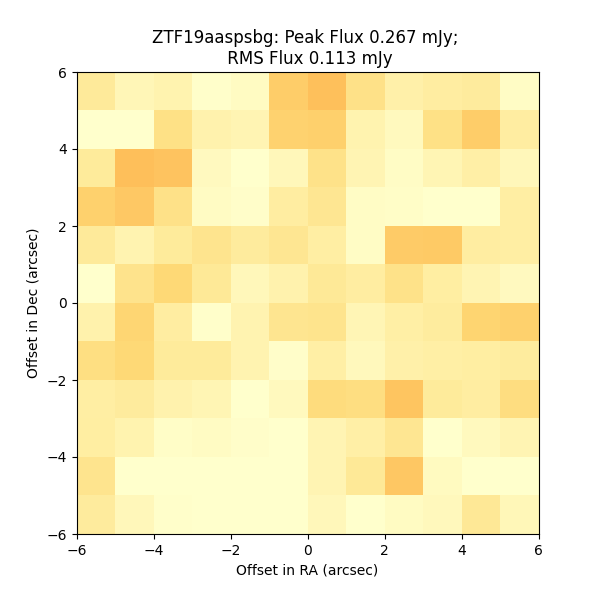 ZTF19aaspsbg: Peak Flux 0.267 mJy;
RMS Flux 0.113 mJy
6
4
2
0
−2
−4
−6
Offset in Dec (arcsec)
−6 −4 −2 0 2 4 6
Offset in RA (arcsec)